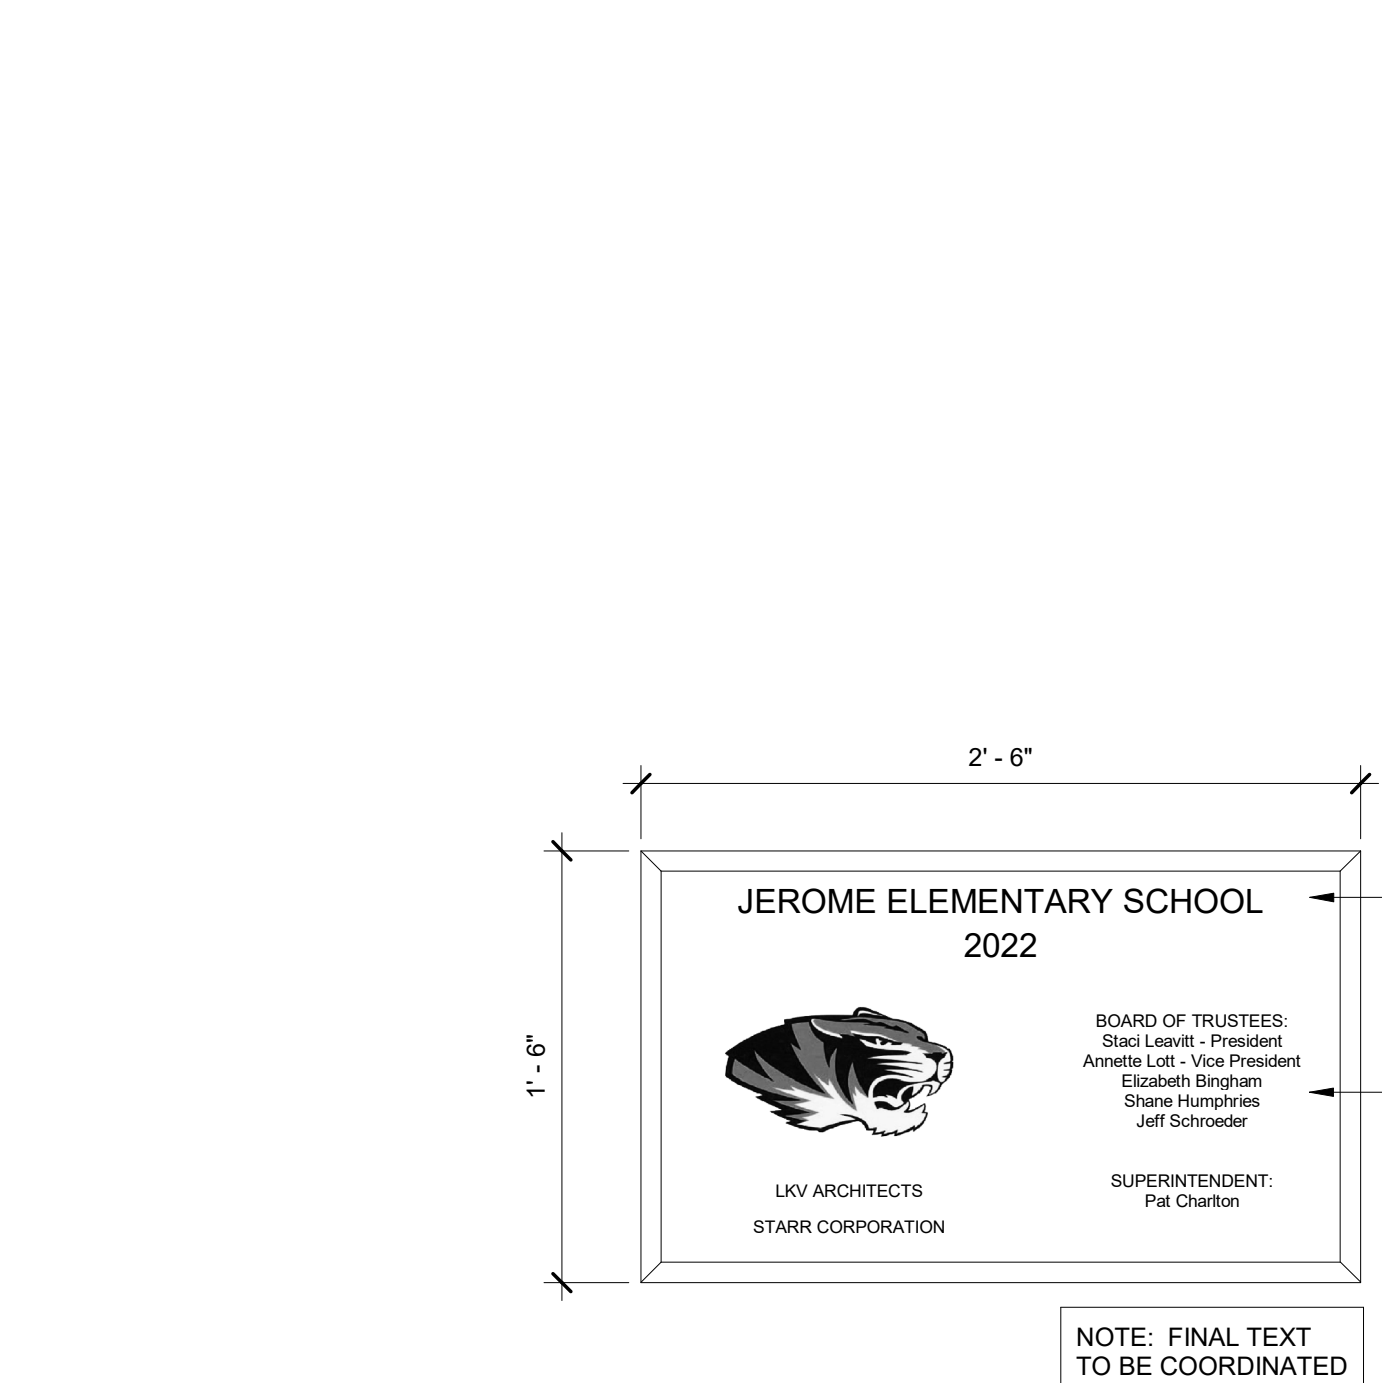 2' - 6"
1' - 6"
JEROME ELEMENTARY SCHOOL
2022
BOARD OF TRUSTEES:
Staci Leavitt - President
Annette Lott - Vice President
Elizabeth Bingham
Shane Humphries
Jeff Schroeder
LKV ARCHITECTS
STARR CORPORATION
SUPERINTENDENT:
Pat Charlton
NOTE:  FINAL TEXT
TO BE COORDINATED